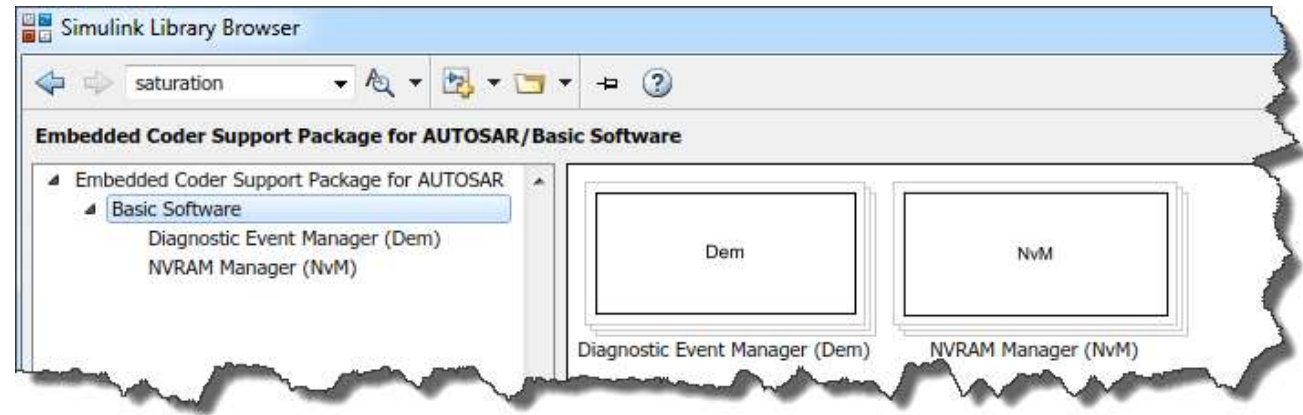 Simulink Library Browser
saturation
Embedded Coder Support Package for AUTOSAR/Basic Software
Embedded Coder Support Package for AUTOSAR
Basic Software
Diagnostic Event Manager (Dem)
NVRAM Manager (NvM)
Dem
NvM
Diagnostic Event Manager (Dem)
NVRAM Manager (NvM)